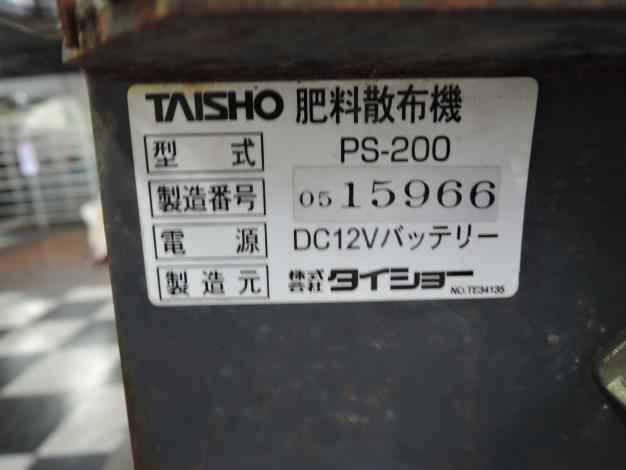 TAISHO 肥料散布機
型式 PS-200
製造番号 0515966
電源 DC12Vバッテリー
製造元 株式会社タイショー
NO.TE34135